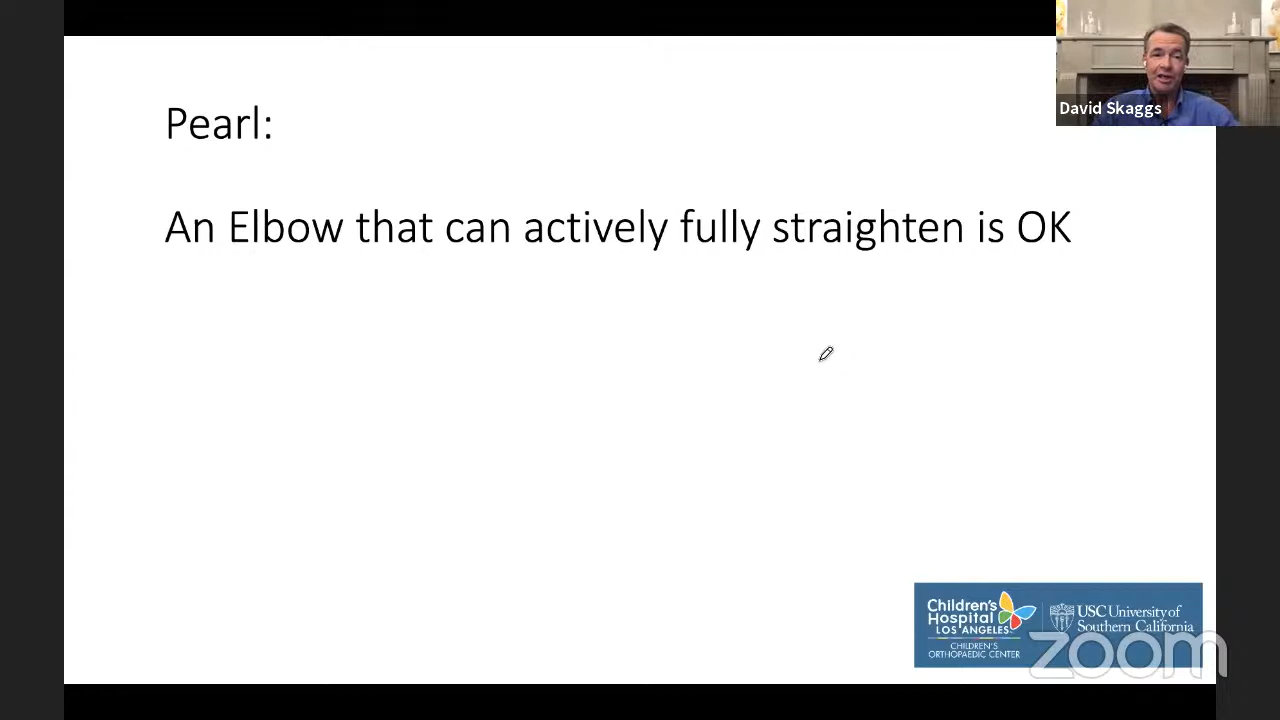 David Skaggs
Pearl:
An Elbow that can actively fully straighten is OK
Children's
Hospital
LOS ANGELES
CHILDREN'S
ORTHOPAEDIC CENTER
USC University of
Southern California
zoom